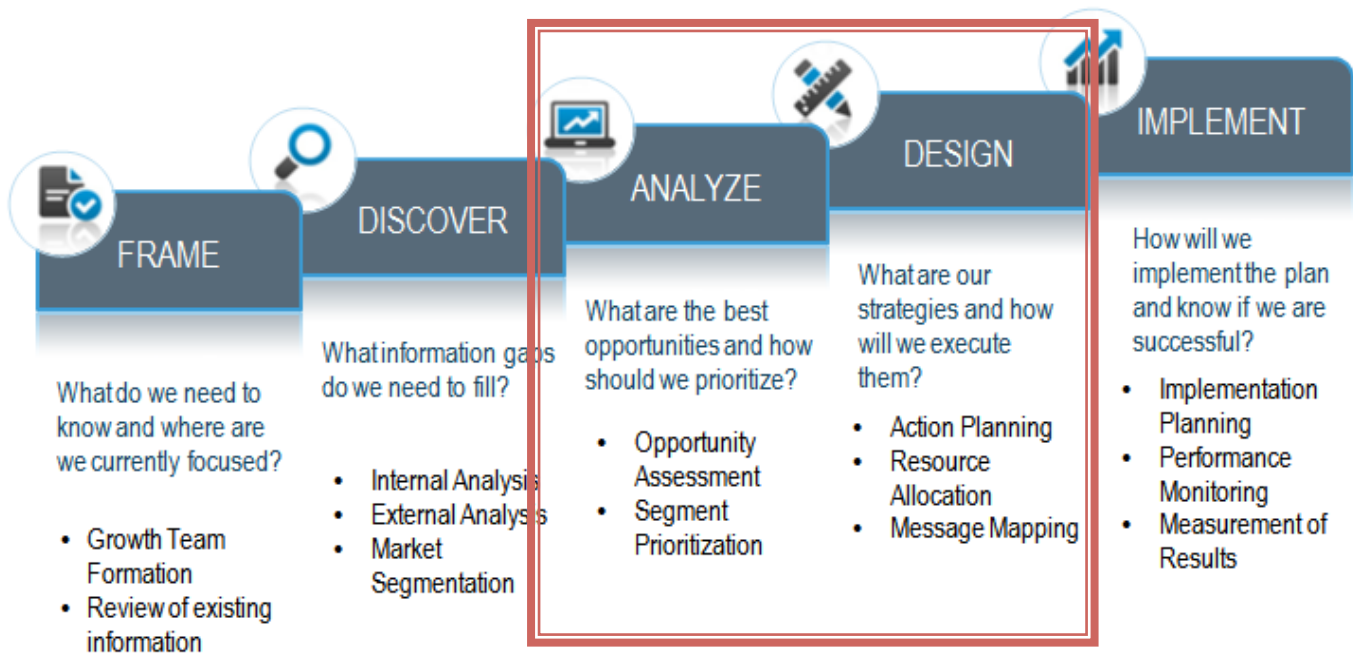 FRAME
What do we need to
know and where are
we currently focused?
• Growth Team
Formation
• Review of existing
information
DISCOVER
What information gaps
do we need to fill?
• Internal Analysis
• External Analysis
• Market
Segmentation
ANALYZE
What are the best
opportunities and how
should we prioritize?
• Opportunity
Assessment
• Segment
Prioritization
DESIGN
What are our
strategies and how
will we execute
them?
• Action Planning
• Resource
Allocation
• Message Mapping
IMPLEMENT
How will we
implement the plan
and know if we are
successful?
• Implementation
Planning
• Performance
Monitoring
• Measurement of
Results